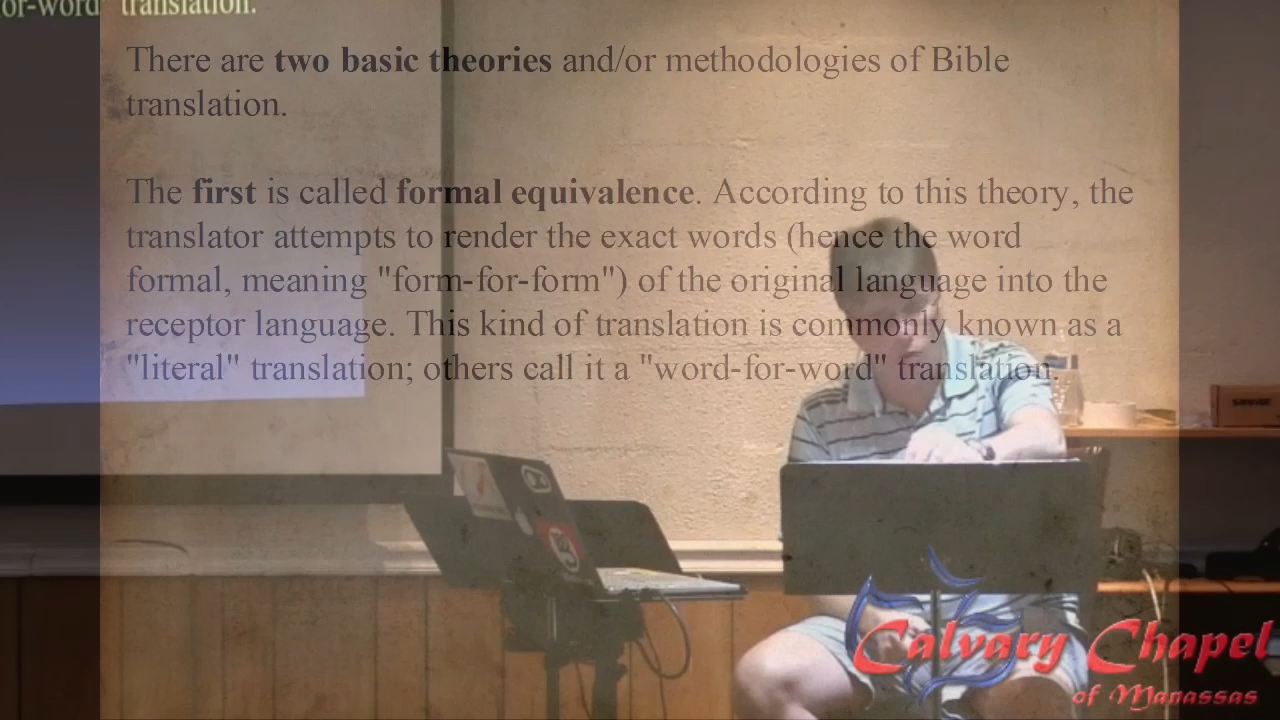 or-word" translation.
There are two basic theories and/or methodologies of Bible
translation.
The first is called formal equivalence. According to this theory, the
translator attempts to render the exact words (hence the word
formal, meaning "form-for-form") of the original language into the
receptor language. This kind of translation is commonly known as a
"literal" translation; others call it a "word-for-word" translation.
Calvary Chapel
of Manassas